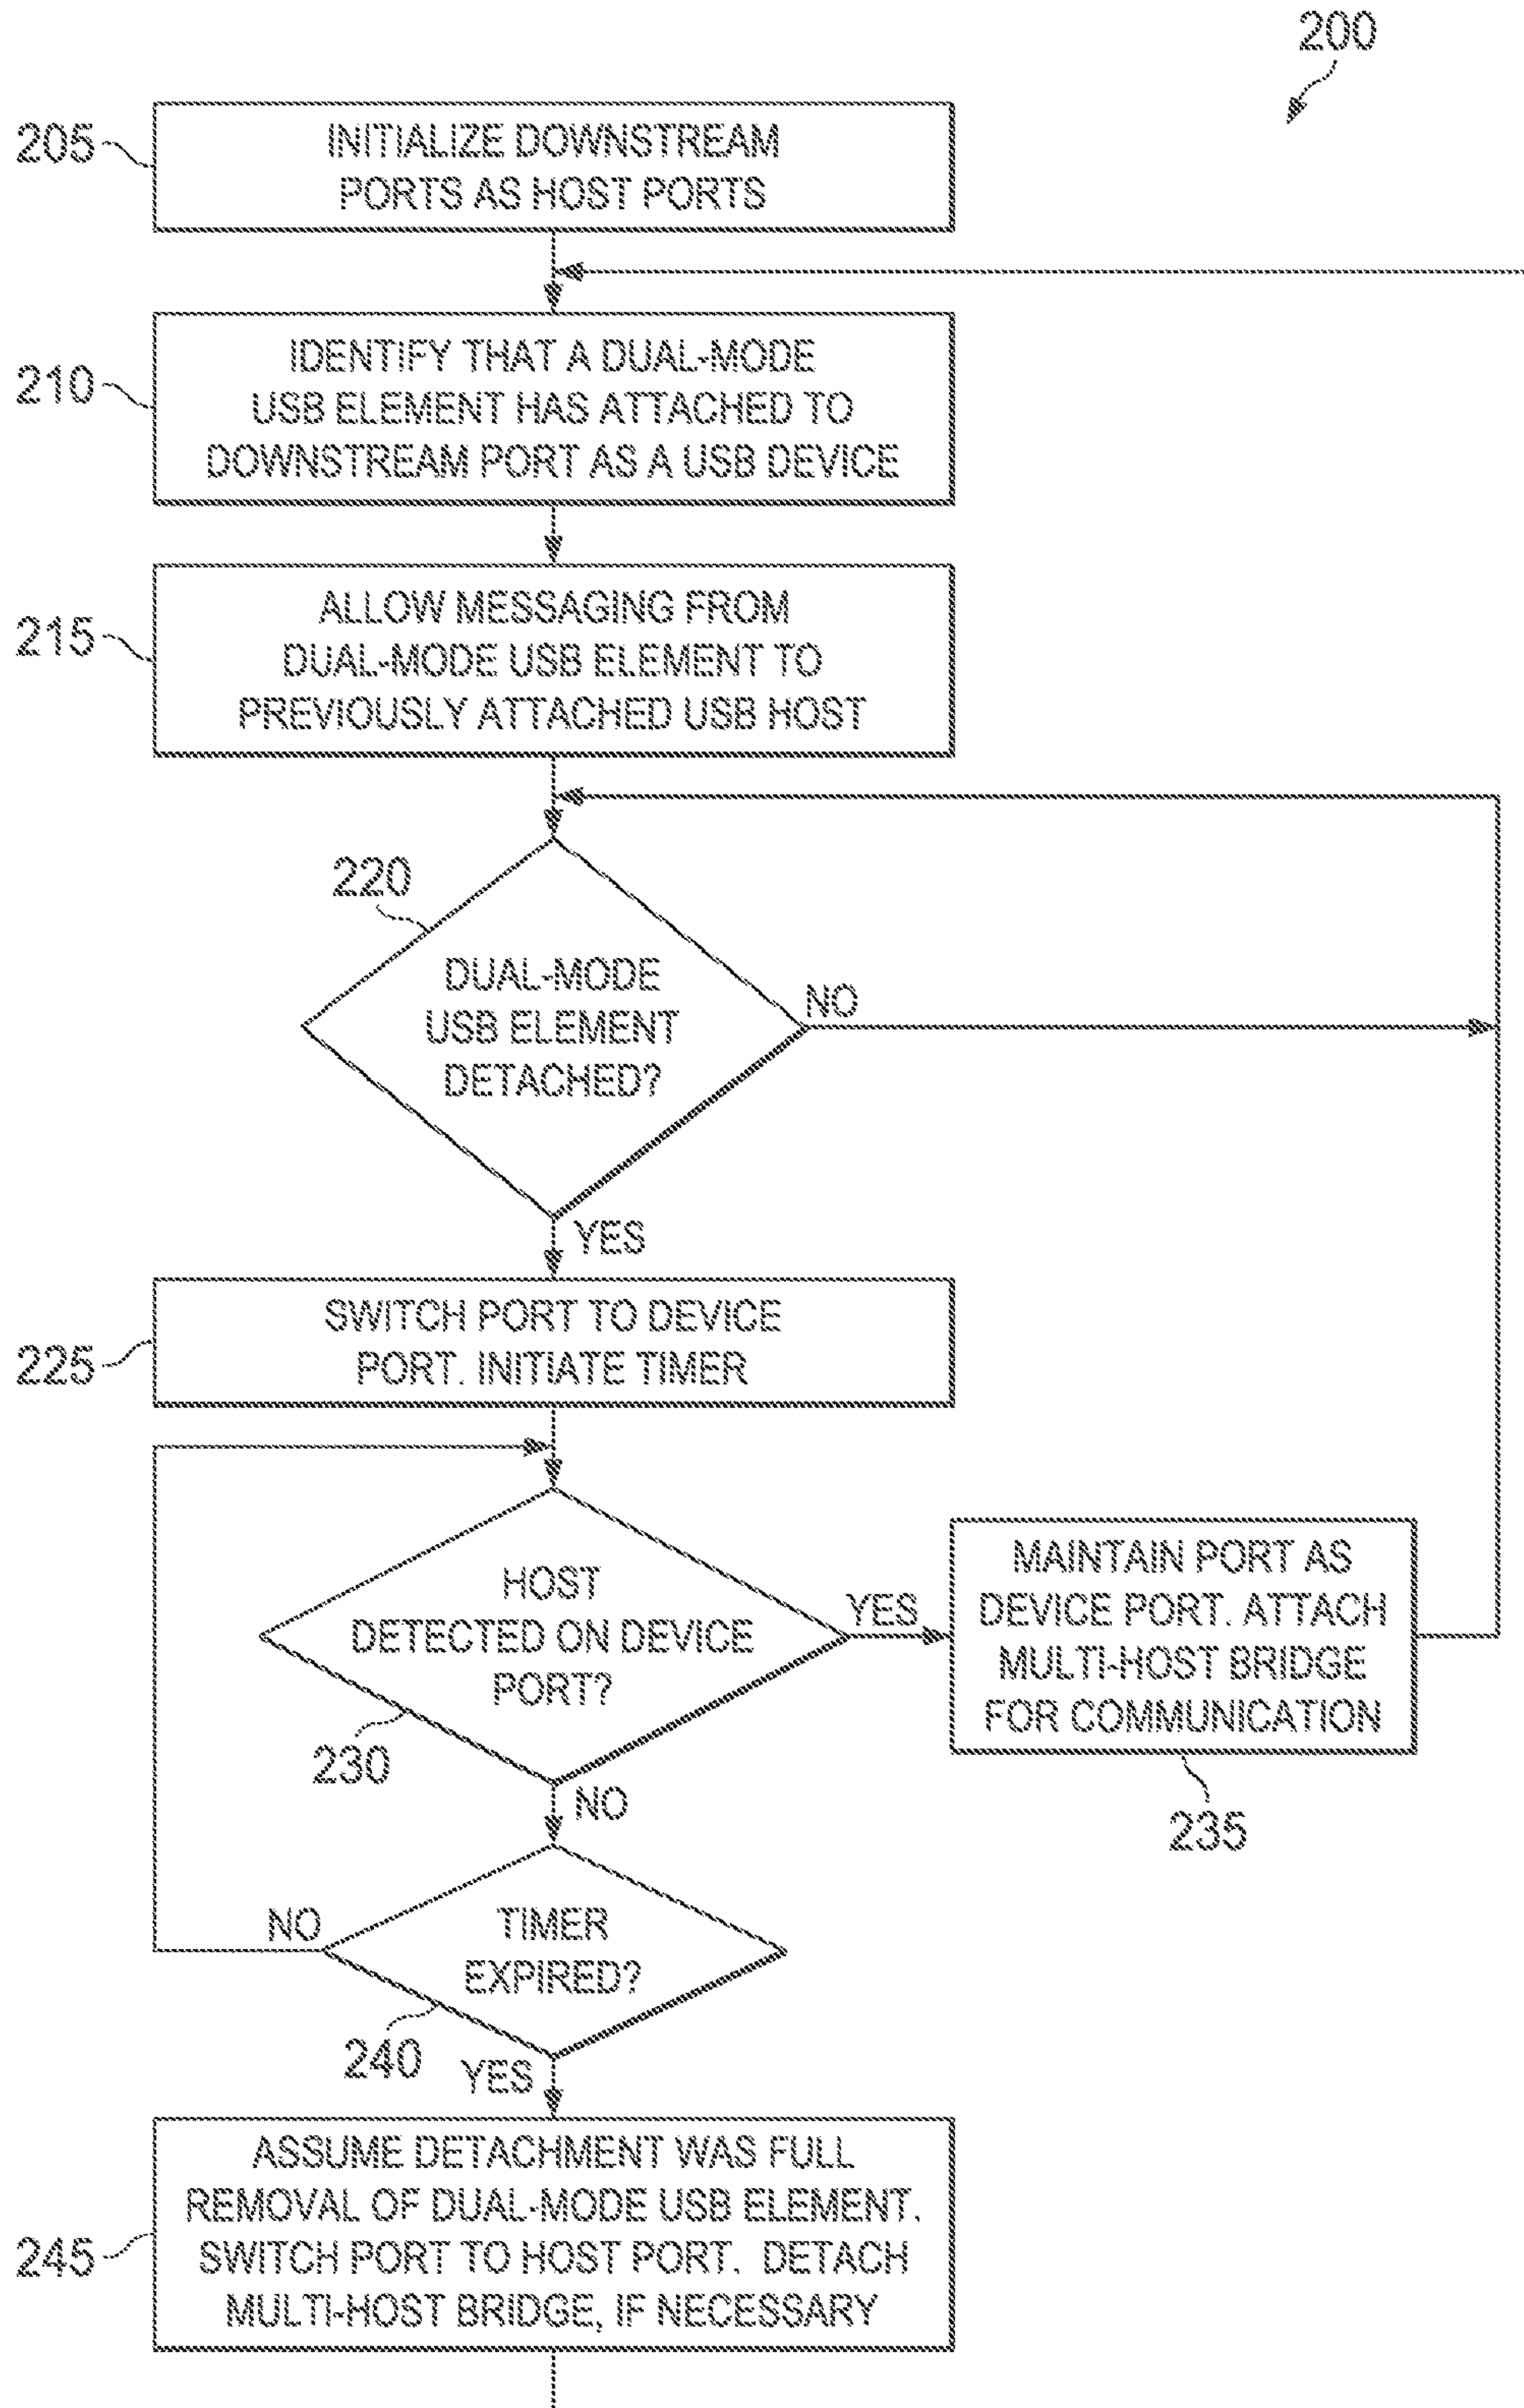 200
205
INITIALIZE DOWNSTREAM
PORTS AS HOST PORTS
210
IDENTIFY THAT A DUAL-MODE
USB ELEMENT HAS ATTACHED TO
DOWNSTREAM PORT AS A USB DEVICE
215
ALLOW MESSAGING FROM
DUAL-MODE USB ELEMENT TO
PREVIOUSLY ATTACHED USB HOST
220
DUAL-MODE
USB ELEMENT
DETACHED?
NO
YES
225
SWITCH PORT TO DEVICE
PORT. INITIATE TIMER
HOST
DETECTED ON DEVICE
PORT?
230
YES
MAINTAIN PORT AS
DEVICE PORT. ATTACH
MULTI-HOST BRIDGE
FOR COMMUNICATION
235
NO
TIMER
EXPIRED?
NO
240
YES
245
ASSUME DETACHMENT WAS FULL
REMOVAL OF DUAL-MODE USB ELEMENT.
SWITCH PORT TO HOST PORT. DETACH
MULTI-HOST BRIDGE, IF NECESSARY